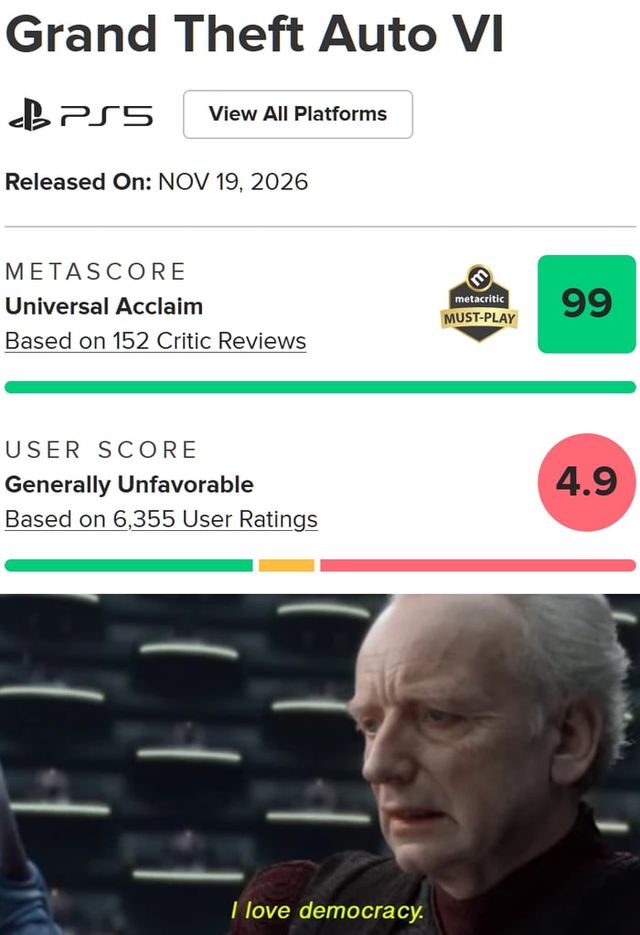 Grand Theft Auto VI
PS5
View All Platforms
Released On: NOV 19, 2026
METASCORE
Universal Acclaim
Based on 152 Critic Reviews
m
metacritic
MUST-PLAY
99
USER SCORE
Generally Unfavorable
Based on 6,355 User Ratings
4.9
I love democracy.